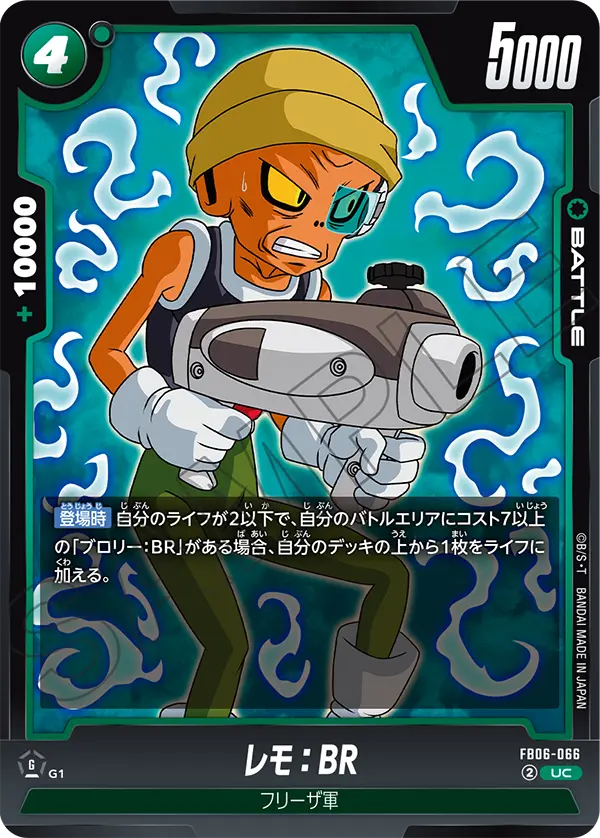 4
5000
+10000
BATTLE
登場時 自分のライフが2以下で、自分のバトルエリアにコスト7以上
の「ブロリー：BR」がある場合、自分のデッキの上から1枚をライフに
加える。
SAMPLE
©B/S・T BANDAI MADE IN JAPAN
レモ：BR
FB06-066
G G1
② UC
フリーザ軍